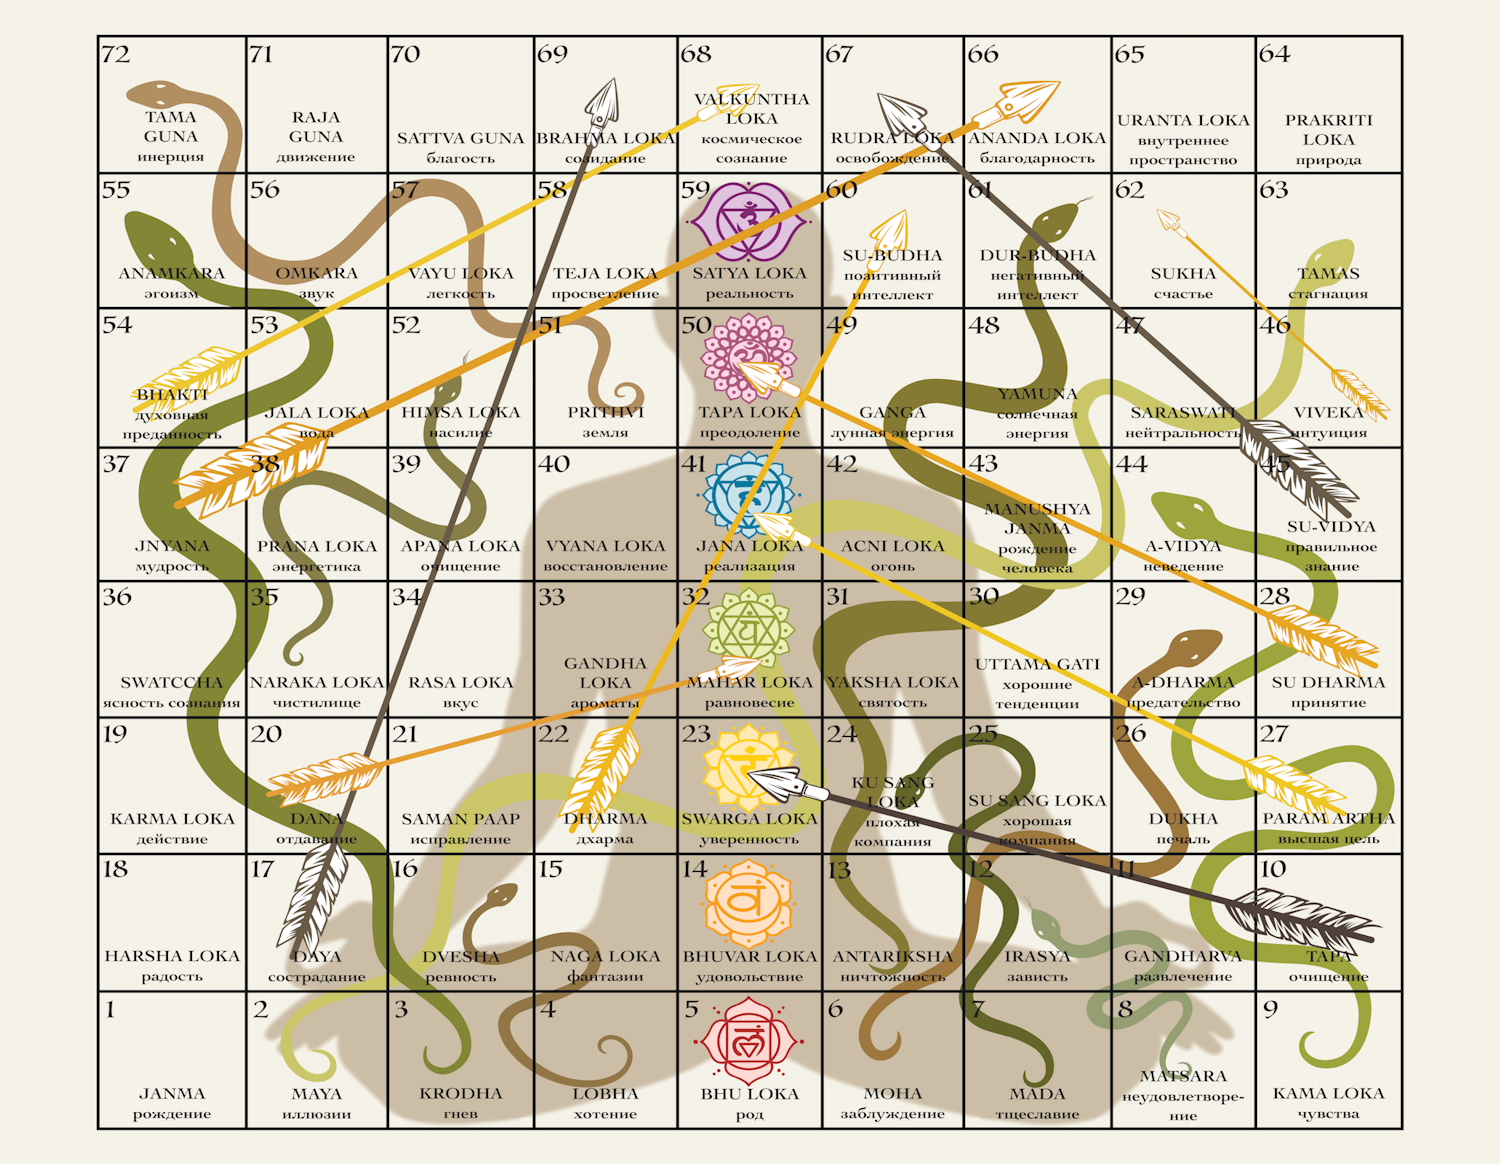 72
TAMA
GUNA
инерция
71
RAJA
GUNA
движение
70
SATTVA GUNA
благость
69
BRAHMA LOKA
созидание
68
VALKUNTHA
LOKA
космическое
сознание
67
RUDRA LOKA
освобождение
66
ANANDA LOKA
благодарность
65
URANTA LOKA
внутреннее
пространство
64
PRAKRITI
LOKA
природа
55
ANAMKARA
эгоизм
56
OMKARA
звук
57
VAYU LOKA
легкость
58
TEJA LOKA
просветление
59
ॐ
SATYA LOKA
реальность
60
SU-BUDHA
позитивный
интеллект
61
DUR-BUDHA
негативный
интеллект
62
SUKHA
счастье
63
TAMAS
стагнация
54
BHAKTI
духовная
преданность
53
JALA LOKA
вода
52
HIMSA LOKA
насилие
51
PRITHVI
земля
50
ॐ
TAPA LOKA
преодоление
49
GANGA
лунная энергия
48
YAMUNA
солнечная
энергия
47
SARASWATI
нейтральность
46
VIVEKA
интуиция
37
JNYANA
мудрость
38
PRANA LOKA
энергетика
39
APANA LOKA
очищение
40
VYANA LOKA
восстановление
41
हं
JANA LOKA
реализация
42
ACNI LOKA
огонь
43
MANUSHYA
JANMA
рождение
человека
44
A-VIDYA
неведение
45
SU-VIDYA
правильное
знание
36
SWATCCHA
ясность сознания
35
NARAKA LOKA
чистилище
34
RASA LOKA
вкус
33
GANDHA
LOKA
ароматы
32
MAHAR LOKA
равновесие
31
YAKSHA LOKA
святость
30
UTTAMA GATI
хорошие
тенденции
29
A-DHARMA
предательство
28
SU DHARMA
принятие
19
KARMA LOKA
действие
20
DANA
отдавание
21
SAMAN PAAP
исправление
22
DHARMA
дхарма
23
रं
SWARGA LOKA
уверенность
24
KU SANG
LOKA
плохая
компания
25
SU SANG LOKA
хорошая
компания
26
DUKHA
печаль
27
PARAM ARTHA
высшая цель
18
HARSHA LOKA
радость
17
DAYA
сострадание
16
DVESHA
ревность
15
NAGA LOKA
фантазии
14
वं
BHUVAR LOKA
удовольствие
13
ANTARIKSHA
ничтожность
12
IRASYA
зависть
11
GANDHARVA
развлечение
10
TAPA
очищение
1
JANMA
рождение
2
MAYA
иллюзии
3
KRODHA
гнев
4
LOBHA
хотение
5
लं
BHU LOKA
род
6
MOHA
заблуждение
7
MADA
тщеславие
8
MATSARA
неудовлетворе-
ние
9
KAMA LOKA
чувства